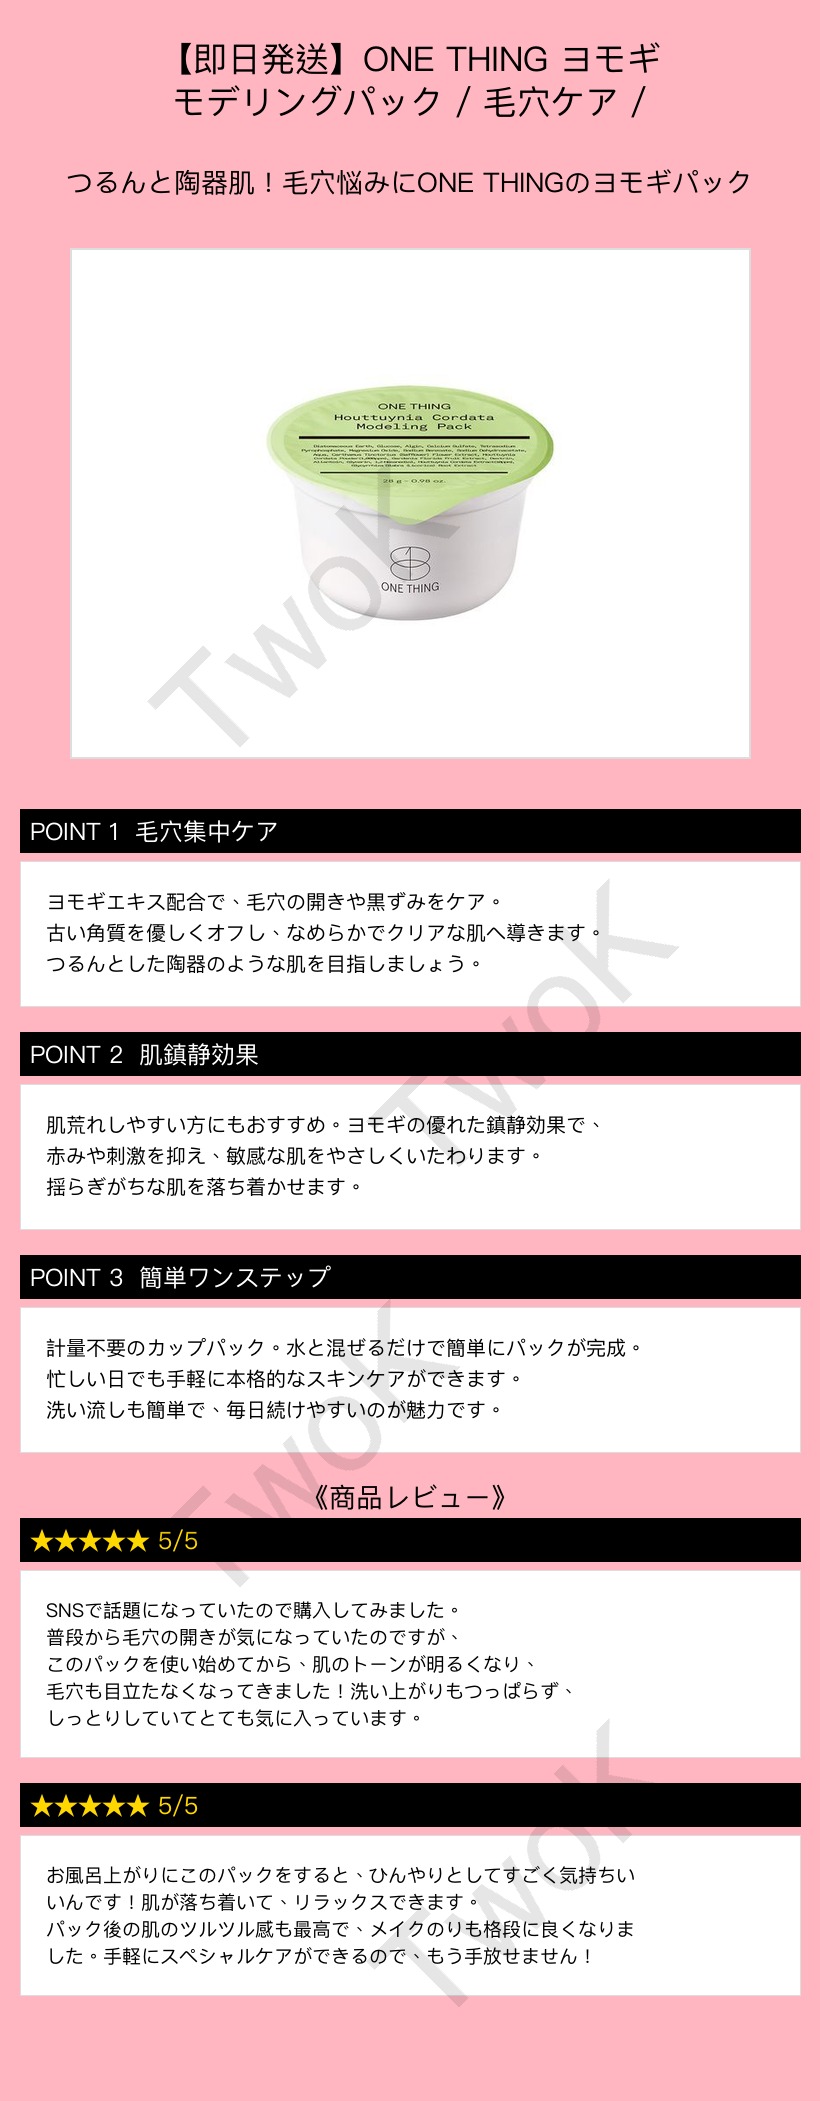 【即日発送】ONE THING ヨモギ
モデリングパック / 毛穴ケア /
つるんと陶器肌！毛穴悩みにONE THINGのヨモギパック
ONE THING
Houttuynia Cordata
Modeling Pack
Diatomaceous Earth, Glucose, Algin, Calcium Sulfate, Tetrasodium
Pyrophosphate, Magnesium Oxide, Sodium Benzoate, Sodium Dehydroacetate,
28 g - 0.98 oz.
ONE THING
TwoK
POINT 1 毛穴集中ケア
ヨモギエキス配合で、毛穴の開きや黒ずみをケア。
古い角質を優しくオフし、なめらかでクリアな肌へ導きます。
つるんとした陶器のような肌を目指しましょう。
TwoK
POINT 2 肌鎮静効果
肌荒れしやすい方にもおすすめ。ヨモギの優れた鎮静効果で、
赤みや刺激を抑え、敏感な肌をやさしくいたわります。
揺らぎがちな肌を落ち着かせます。
POINT 3 簡単ワンステップ
計量不要のカップパック。水と混ぜるだけで簡単にパックが完成。
忙しい日でも手軽に本格的なスキンケアができます。
洗い流しも簡単で、毎日続けやすいのが魅力です。
TwoK
《商品レビュー》
★★★★★ 5/5
SNSで話題になっていたので購入してみました。
普段から毛穴の開きが気になっていたのですが、
このパックを使い始めてから、肌のトーンが明るくなり、
毛穴も目立たなくなってきました！洗い上がりもつっぱらず、
しっとりしていてとても気に入っています。
★★★★★ 5/5
お風呂上がりにこのパックをすると、ひんやりとしてすごく気持ちい
いんです！肌が落ち着いて、リラックスできます。
パック後の肌のツルツル感も最高で、メイクのりも格段に良くなりま
した。手軽にスペシャルケアができるので、もう手放せません！
TwoK